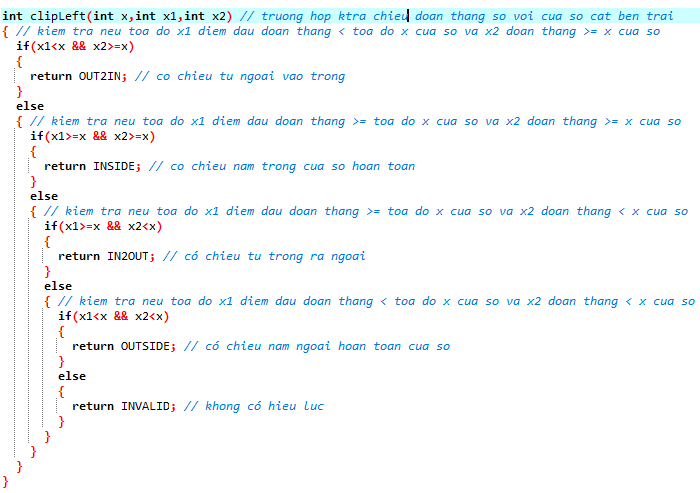 int clipLeft(int x,int x1,int x2) // truong hop ktra chieu doan thang so voi cua so cat ben trai
{ // kiem tra neu toa do x1 diem dau doan thang < toa do x cua so va x2 doan thang >= x cua so
if(x1<x && x2>=x)
{
return OUT2IN; // co chieu tu ngoai vao trong
}
else
{ // kiem tra neu toa do x1 diem dau doan thang >= toa do x cua so va x2 doan thang >= x cua so
if(x1>=x && x2>=x)
{
return INSIDE; // co chieu nam trong cua so hoan toan
}
else
{ // kiem tra neu toa do x1 diem dau doan thang >= toa do x cua so va x2 doan thang < x cua so
if(x1>=x && x2<x)
{
return IN2OUT; // có chieu tu trong ra ngoai
}
else
{ // kiem tra neu toa do x1 diem dau doan thang < toa do x cua so va x2 doan thang < x cua so
if(x1<x && x2<x)
{
return OUTSIDE; // có chieu nam ngoai hoan toan cua so
}
else
{
return INVALID; // khong có hieu luc
}
}
}
}
}